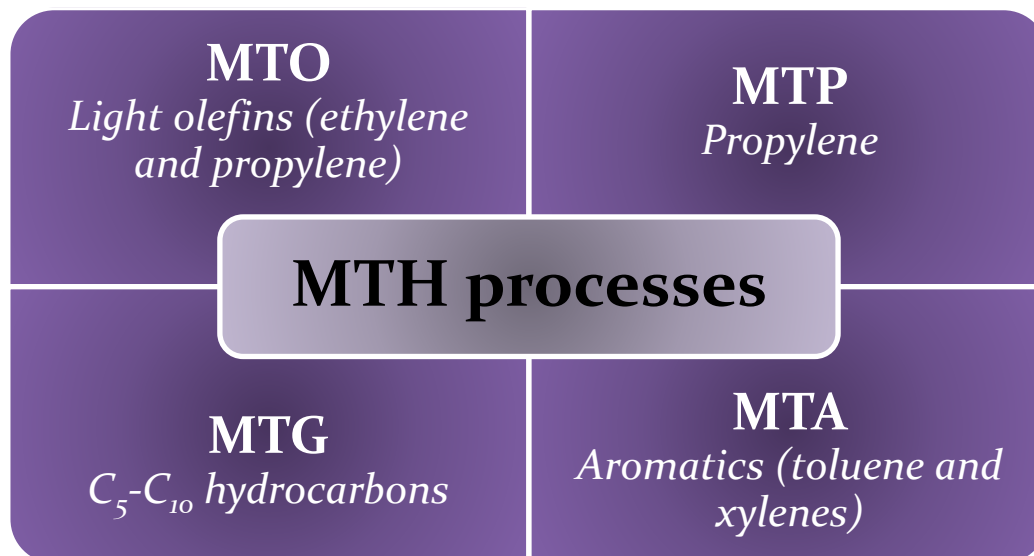 MTO
Light olefins (ethylene
and propylene)
MTP
Propylene
MTH processes
MTG
C₅-C₁₀ hydrocarbons
MTA
Aromatics (toluene and
xylenes)